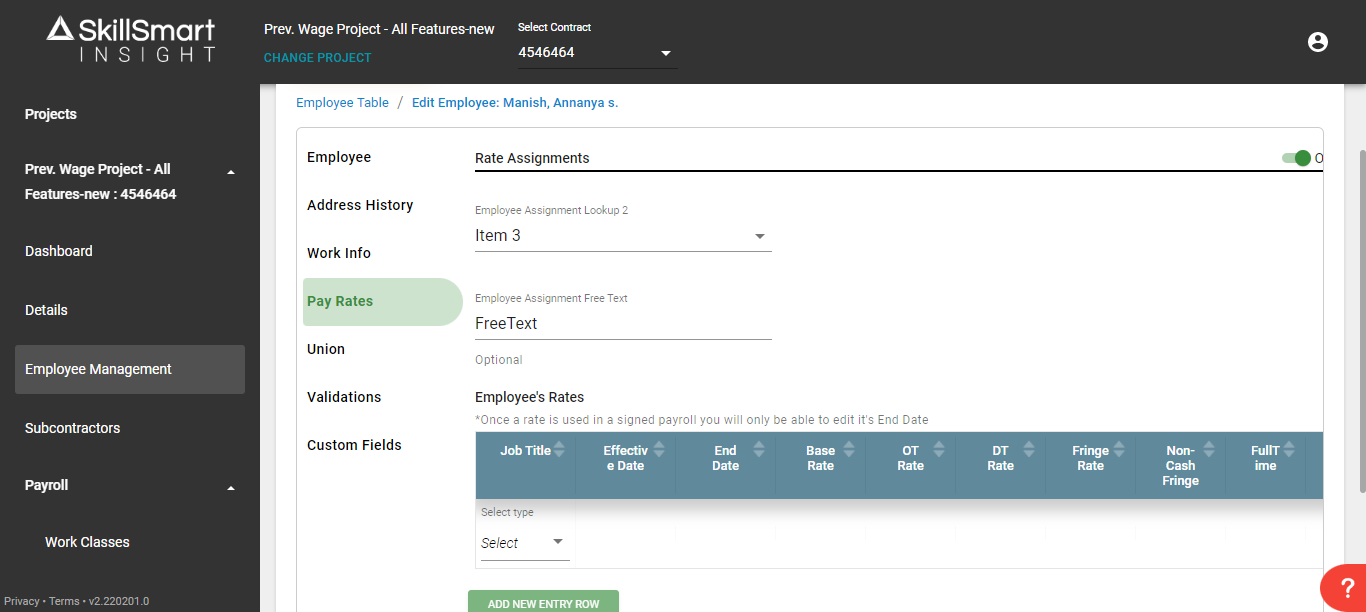 SkillSmart
INSIGHT
Prev. Wage Project - All Features-new
CHANGE PROJECT
Select Contract
4546464
Projects
Prev. Wage Project - All
Features-new : 4546464
Dashboard
Details
Employee Management
Subcontractors
Payroll
Work Classes
Privacy • Terms • v2.220201.0
Employee Table / Edit Employee: Manish, Annanya s.
Employee
Address History
Work Info
Pay Rates
Union
Validations
Custom Fields
Rate Assignments
O
Employee Assignment Lookup 2
Item 3
Employee Assignment Free Text
FreeText
Optional
Employee's Rates
*Once a rate is used in a signed payroll you will only be able to edit it's End Date
Job Title
Effectiv
e Date
End
Date
Base
Rate
OT
Rate
DT
Rate
Fringe
Rate
Non-
Cash
Fringe
FullT
ime
Select type
Select
ADD NEW ENTRY ROW
?